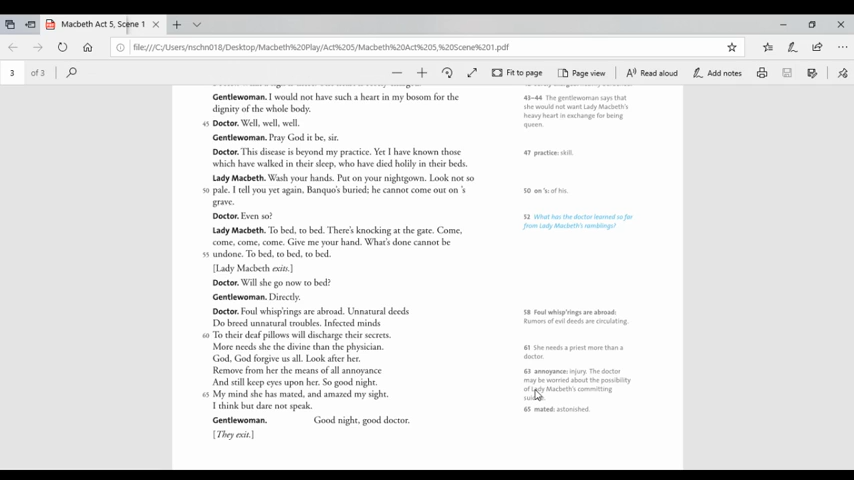 Macbeth Act 5, Scene 1
file:///C:/Users/nschn018/Desktop/Macbeth%20Play/Act%205/Macbeth%20Act%205,%20Scene%201.pdf
3 of 3
Fit to page
Page view
Read aloud
Add notes
Gentlewoman. I would not have such a heart in my bosom for the
dignity of the whole body.
45 Doctor. Well, well, well.
Gentlewoman. Pray God it be, sir.
Doctor. This disease is beyond my practice. Yet I have known those
which have walked in their sleep, who have died holily in their beds.
Lady Macbeth. Wash your hands. Put on your nightgown. Look not so
50 pale. I tell you yet again, Banquo's buried; he cannot come out on 's
grave.
Doctor. Even so?
Lady Macbeth. To bed, to bed. There's knocking at the gate. Come,
come, come, come. Give me your hand. What's done cannot be
55 undone. To bed, to bed, to bed.
[Lady Macbeth exits.]
Doctor. Will she go now to bed?
Gentlewoman. Directly.
Doctor. Foul whisp'rings are abroad. Unnatural deeds
Do breed unnatural troubles. Infected minds
60 To their deaf pillows will discharge their secrets.
More needs she the divine than the physician.
God, God forgive us all. Look after her.
Remove from her the means of all annoyance
And still keep eyes upon her. So good night.
65 My mind she has mated, and amazed my sight.
I think but dare not speak.
Gentlewoman. Good night, good doctor.
[They exit.]
43–44 The gentlewoman says that
she would not want Lady Macbeth's
heavy heart in exchange for being
queen.
47 practice: skill.
50 on 's: of his.
52 What has the doctor learned so far
from Lady Macbeth's ramblings?
58 Foul whisp'rings are abroad:
Rumors of evil deeds are circulating.
61 She needs a priest more than a
doctor.
63 annoyance: injury. The doctor
may be worried about the possibility
of Lady Macbeth's committing
suicide.
65 mated: astonished.